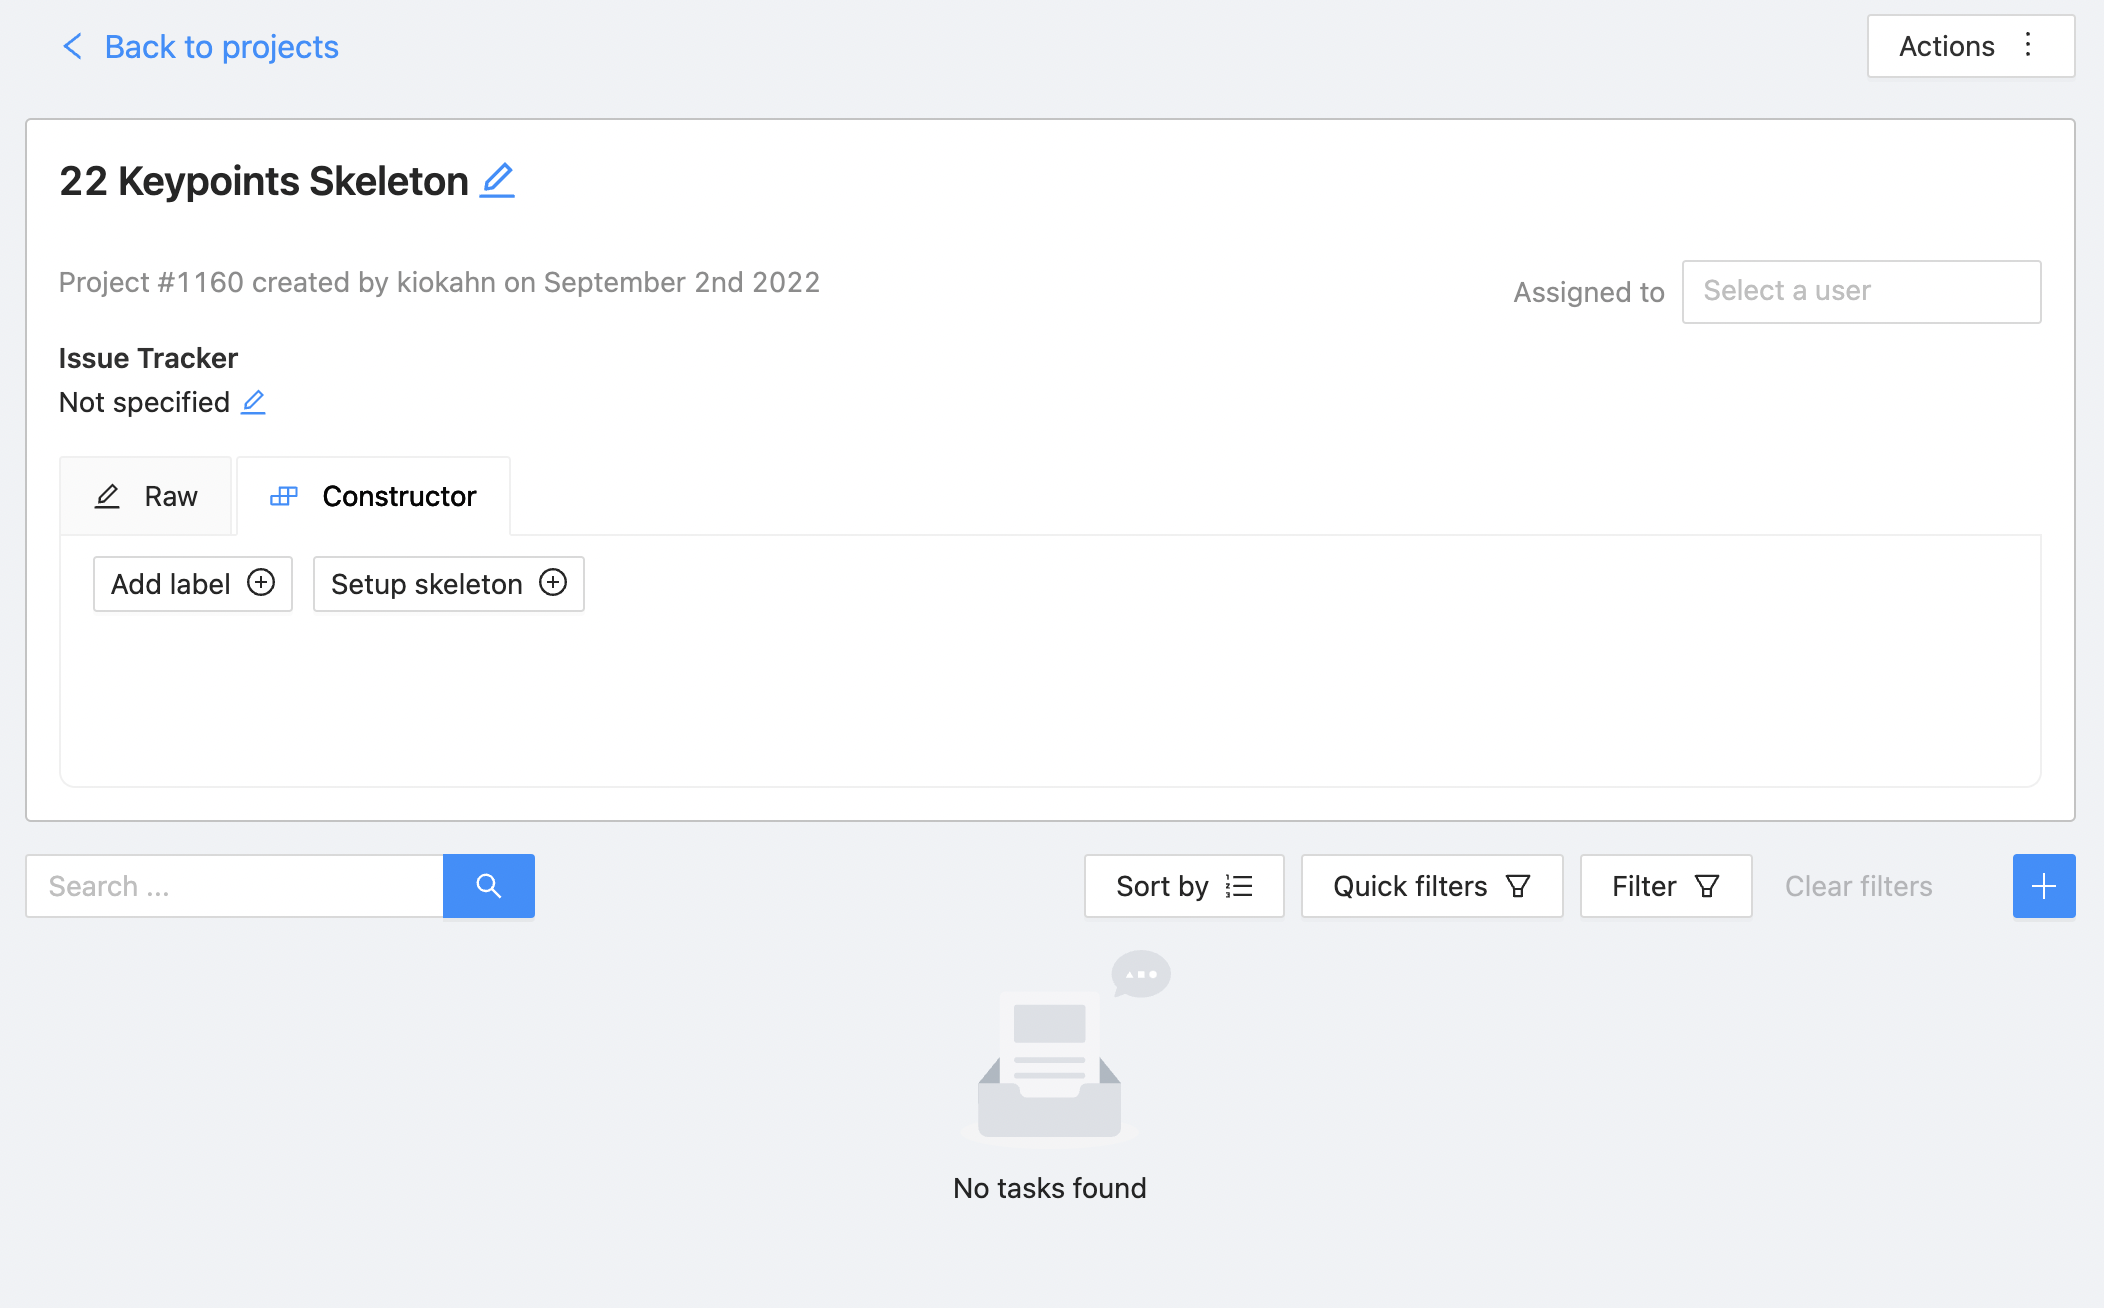 Back to projects
Actions
22 Keypoints Skeleton
Project #1160 created by kiokahn on September 2nd 2022
Assigned to
Select a user
Issue Tracker
Not specified
Raw
Constructor
Add label
Setup skeleton
Search ...
Sort by
Quick filters
Filter
Clear filters
No tasks found